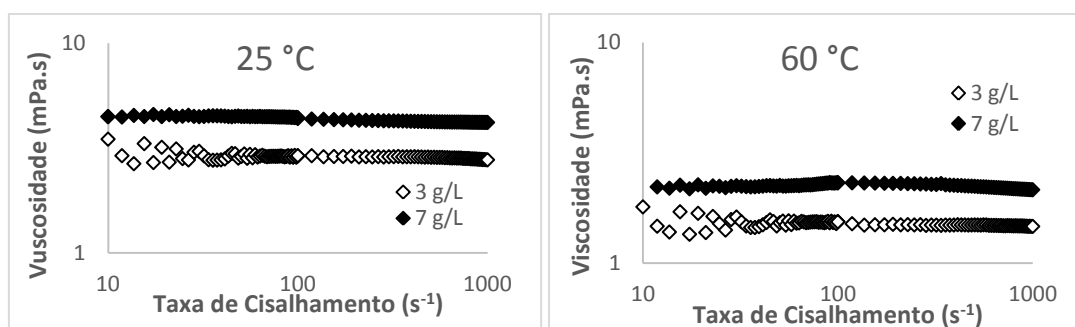 25 °C
10
1
Vuscosidade (mPa.s)
3 g/L
7 g/L
10 100 1000
Taxa de Cisalhamento (s-1)
60 °C
10
1
Viscosidade (mPa.s)
3 g/L
7 g/L
10 100 1000
Taxa de Cisalhamento (s-1)